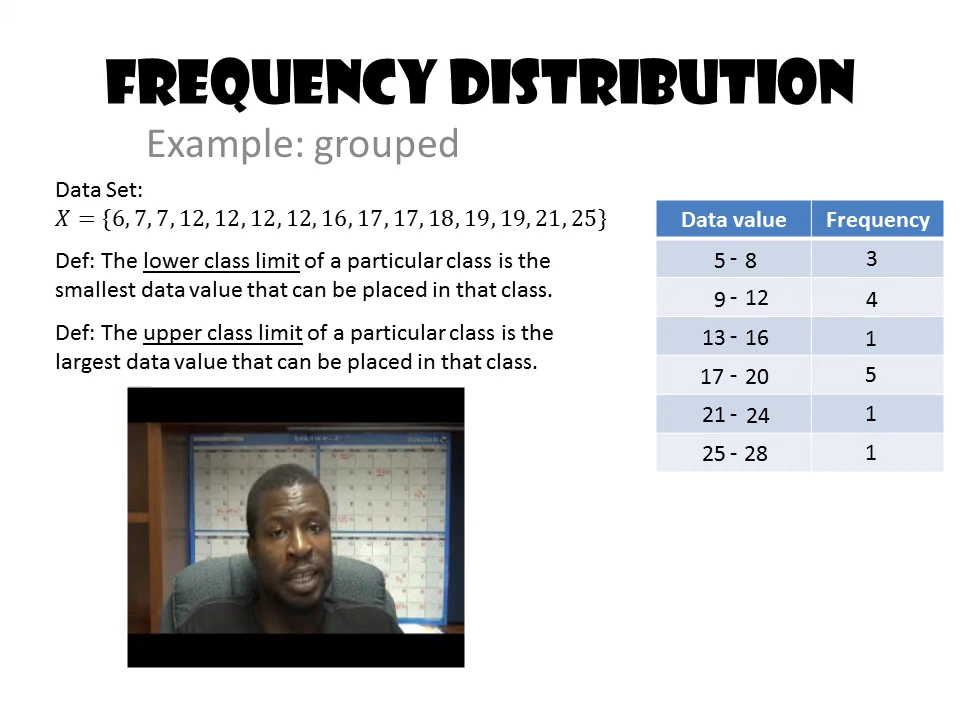 FREQUENCY DISTRIBUTION
Example: grouped
Data Set:
X = {6, 7, 7, 12, 12, 12, 12, 16, 17, 17, 18, 19, 19, 21, 25}
Def: The lower class limit of a particular class is the
smallest data value that can be placed in that class.
Def: The upper class limit of a particular class is the
largest data value that can be placed in that class.
Data value Frequency
5 - 8 3
9 - 12 4
13 - 16 1
17 - 20 5
21 - 24 1
25 - 28 1